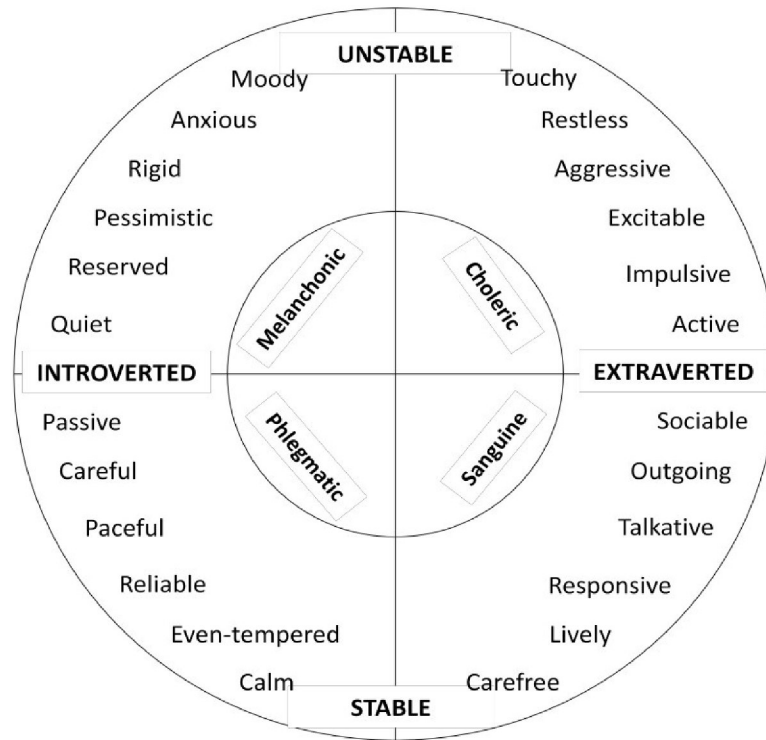 UNSTABLE
Moody
Touchy
Anxious
Restless
Rigid
Aggressive
Pessimistic
Excitable
Reserved
Impulsive
Quiet
Active
Melanchonic
Choleric
INTROVERTED
EXTRAVERTED
Passive
Sociable
Careful
Outgoing
Phlegmatic
Sanguine
Paceful
Talkative
Reliable
Responsive
Even-tempered
Lively
Calm
Carefree
STABLE